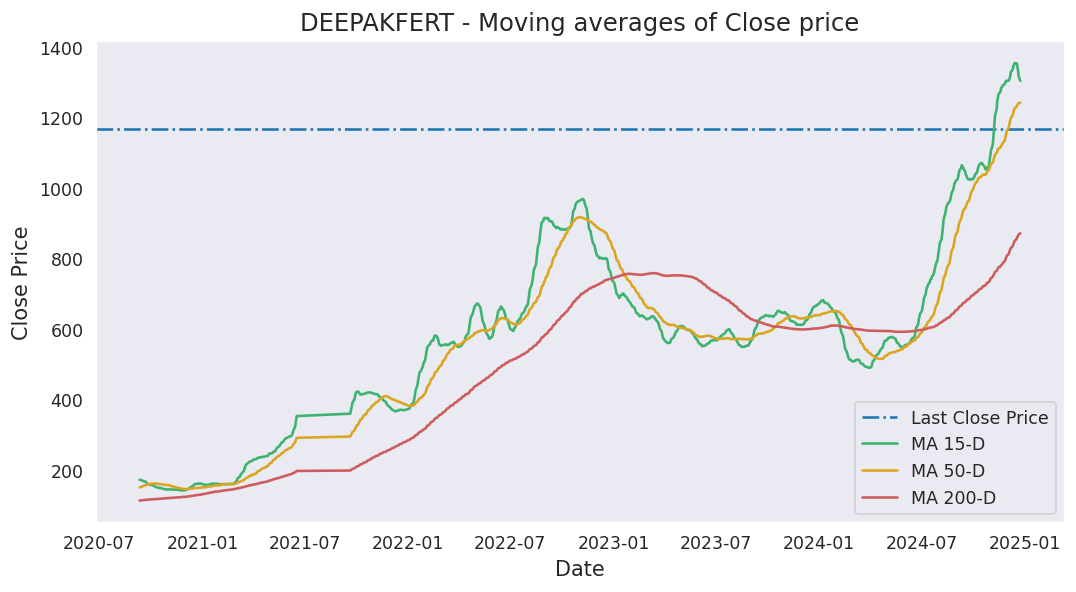 DEEPAKFERT - Moving averages of Close price
1400
1200
1000
800
600
400
200
Close Price
2020-07 2021-01 2021-07 2022-01 2022-07 2023-01 2023-07 2024-01 2024-07 2025-01
Date
Last Close Price
MA 15-D
MA 50-D
MA 200-D